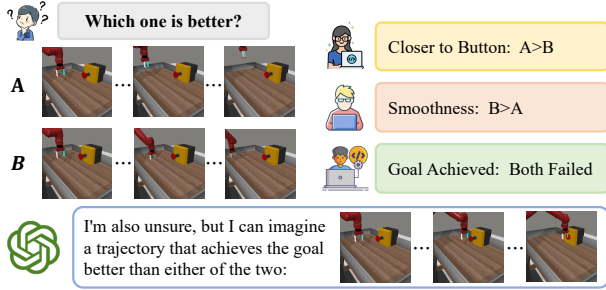 Which one is better?
A
B
Closer to Button: A>B
Smoothness: B>A
Goal Achieved: Both Failed
I'm also unsure, but I can imagine
a trajectory that achieves the goal
better than either of the two: